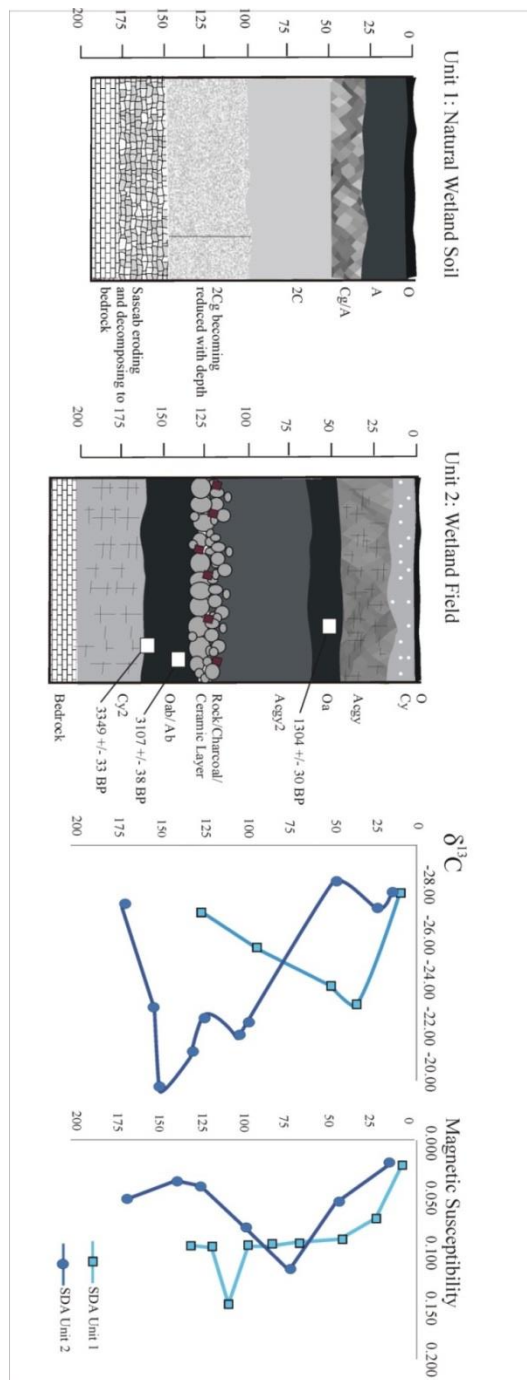 Unit 1: Natural Wetland Soil
0
25
50
75
100
125
150
175
200
O
A
Cg/A
2C
2Cg becoming
reduced with depth
Sascab eroding
and decomposing to
bedrock
Unit 2: Wetland Field
0
25
50
75
100
125
150
175
200
O
Cy
Acgy
Oa
1304 +/- 30 BP
Acgy2
Rock/Charcoal/
Ceramic Layer
Oab/Ab
3107 +/- 38 BP
Cy2
3349 +/- 33 BP
Bedrock
δ13C
-28.00 -26.00 -24.00 -22.00 -20.00
0
25
50
75
100
125
150
175
200
Magnetic Susceptibility
0.000 0.050 0.100 0.150 0.200
0
25
50
75
100
125
150
175
200
SDA Unit 1
SDA Unit 2